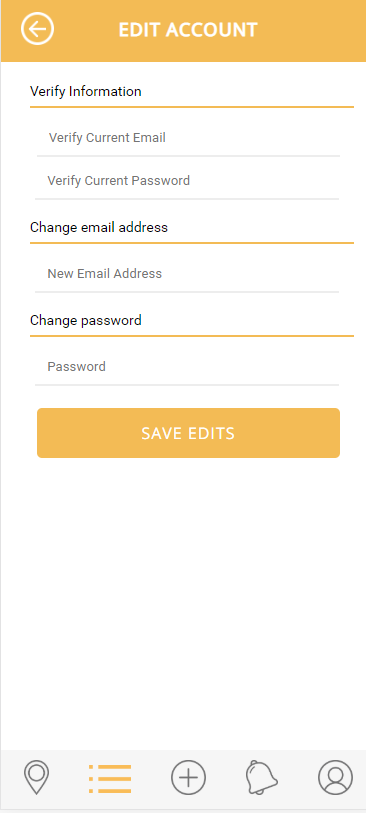 EDIT ACCOUNT
Verify Information
Verify Current Email
Verify Current Password
Change email address
New Email Address
Change password
Password
SAVE EDITS